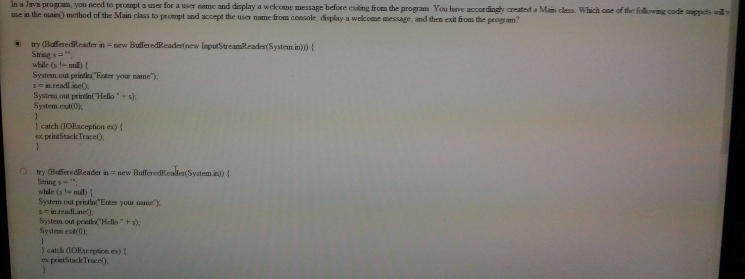 In a Java program, you need to prompt a user for a user name and display a welcome message before exiting from the program. You have accordingly created a Main class. Which one of the following code snippets will y
use in the main() method of the Main class to prompt and accept the user name from console, display a welcome message, and then exit from the program?
try (BufferedReader in = new BufferedReader(new InputStreamReader(System.in))) {
String s = "";
while (s != null) {
System.out.println("Enter your name");
s = in.readLine();
System.out.println("Hello " + s);
System.exit(0);
}
} catch (IOException ex) {
ex.printStackTrace();
}
try (BufferedReader in = new BufferedReader(System.in)) {
String s = "";
while (s != null) {
System.out.println("Enter your name");
s = in.readLine();
System.out.println("Hello " + s);
System.exit(0);
}
} catch (IOException ex) {
ex.printStackTrace();
}